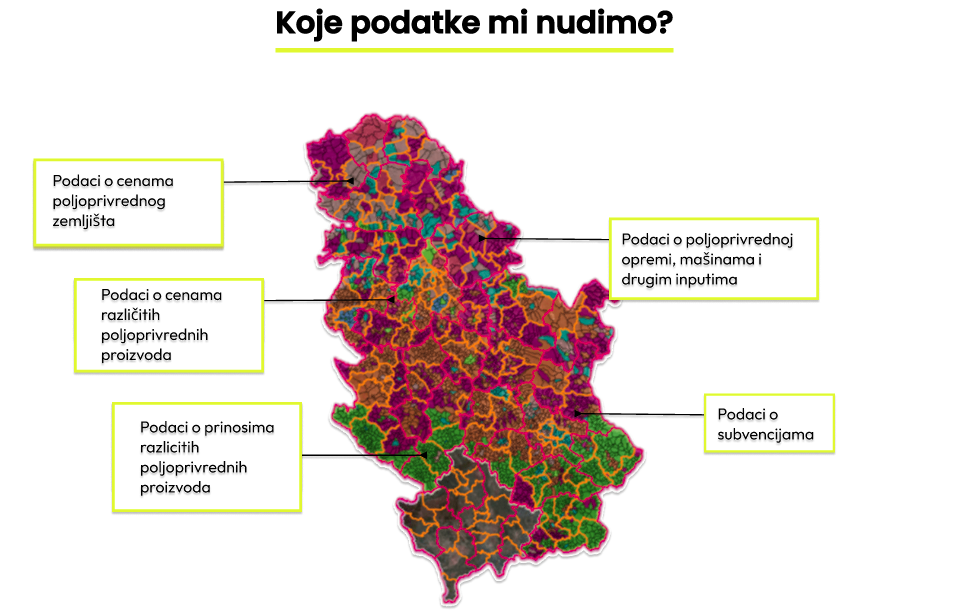 Koje podatke mi nudimo?
Podaci o cenama
poljoprivrednog
zemljišta
Podaci o poljoprivrednoj
opremi, mašinama i
drugim inputima
Podaci o cenama
različitih
poljoprivrednih
proizvoda
Podaci o
subvencijama
Podaci o prinosima
razlicitih
poljoprivrednih
proizvoda